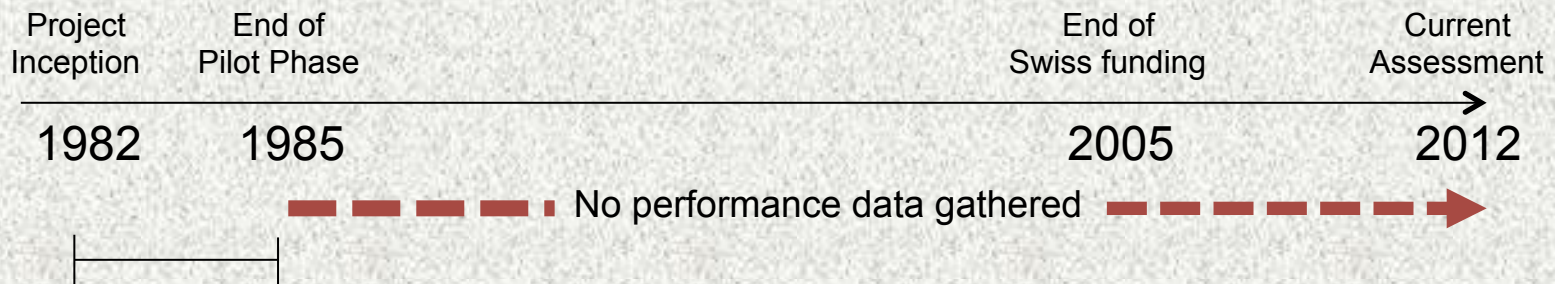 Project
Inception
End of
Pilot Phase
End of
Swiss funding
Current
Assessment
1982
1985
2005
2012
No performance data gathered